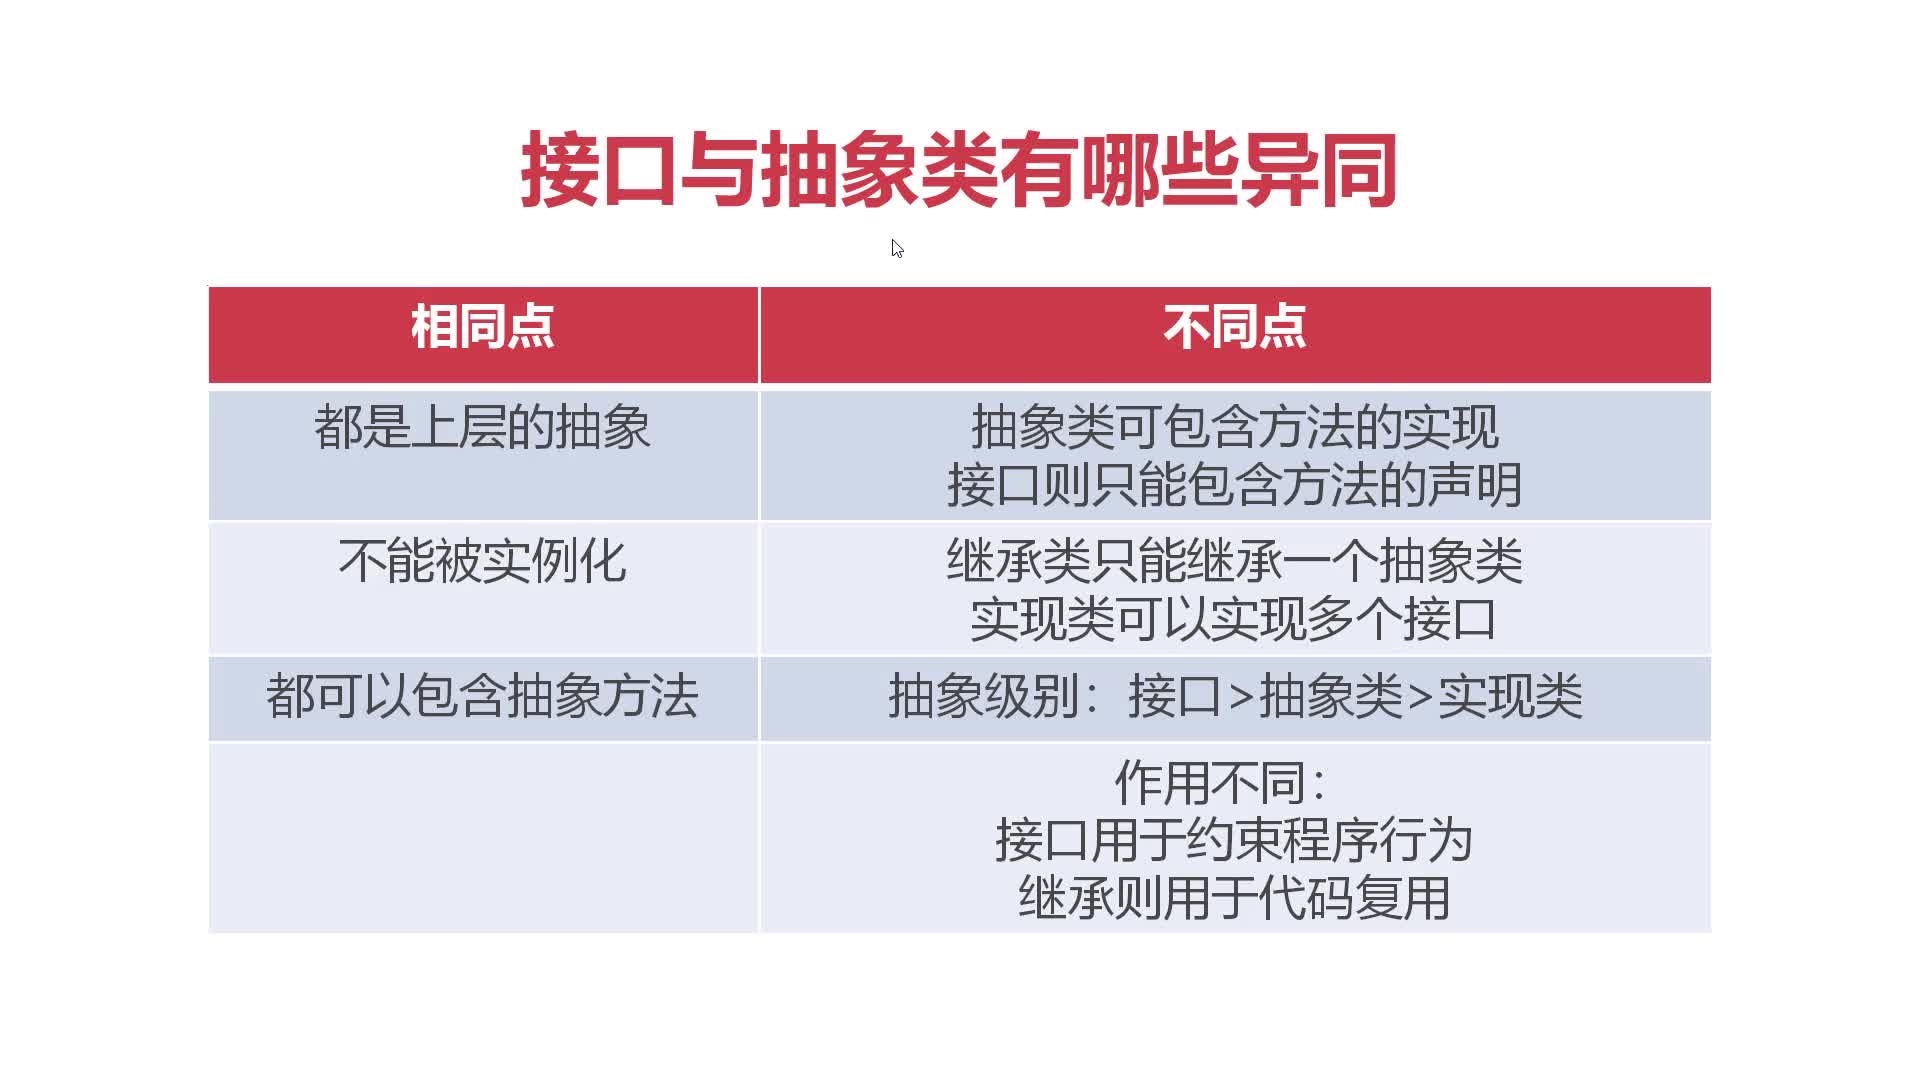 接口与抽象类有哪些异同
相同点
不同点
都是上层的抽象
抽象类可包含方法的实现
接口则只能包含方法的声明
不能被实例化
继承类只能继承一个抽象类
实现类可以实现多个接口
都可以包含抽象方法
抽象级别：接口>抽象类>实现类
作用不同：
接口用于约束程序行为
继承则用于代码复用